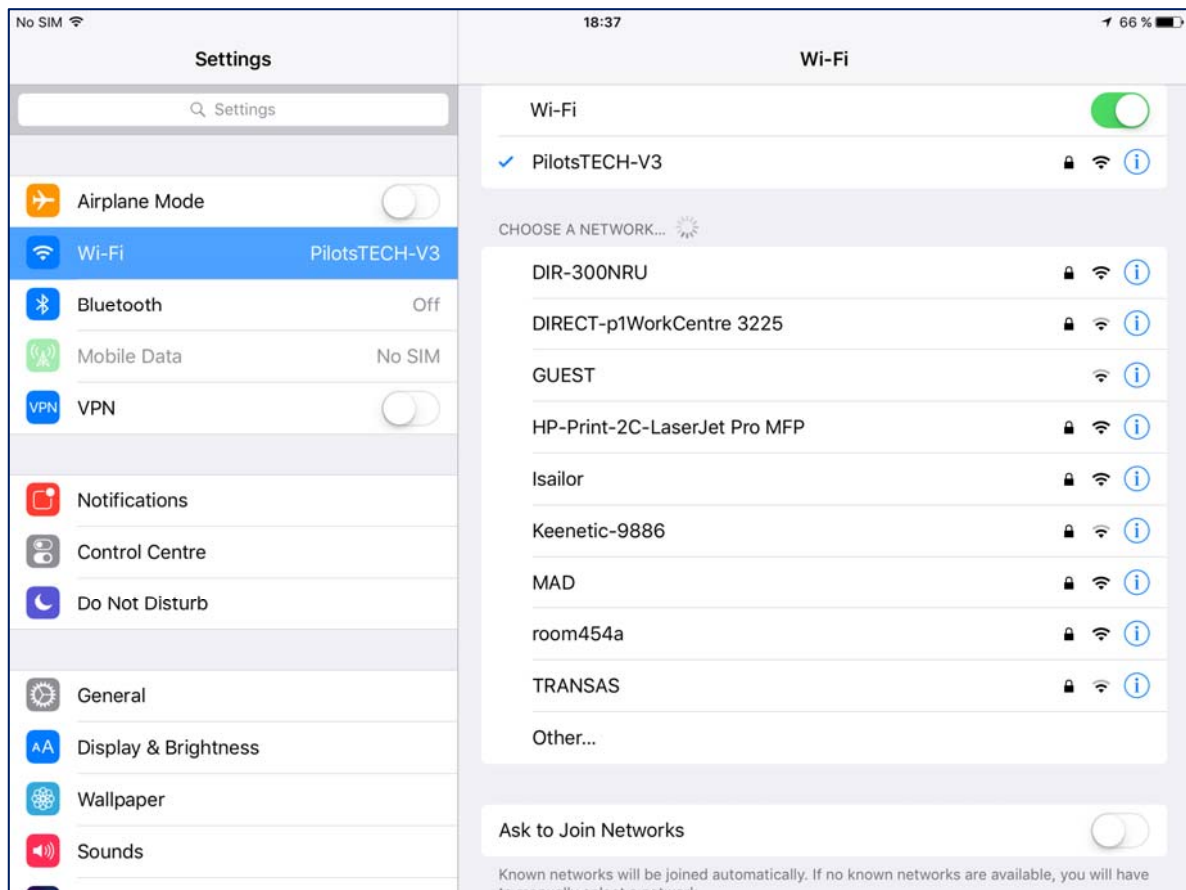 No SIM
18:37
66 %
Settings
Settings
Airplane Mode
Wi-Fi PilotsTECH-V3
Bluetooth Off
Mobile Data No SIM
VPN VPN
Notifications
Control Centre
Do Not Disturb
General
AA Display & Brightness
Wallpaper
Sounds
Wi-Fi
Wi-Fi
PilotsTECH-V3
CHOOSE A NETWORK...
DIR-300NRU
DIRECT-p1WorkCentre 3225
GUEST
HP-Print-2C-LaserJet Pro MFP
Isailor
Keenetic-9886
MAD
room454a
TRANSAS
Other...
Ask to Join Networks
Known networks will be joined automatically. If no known networks are available, you will have